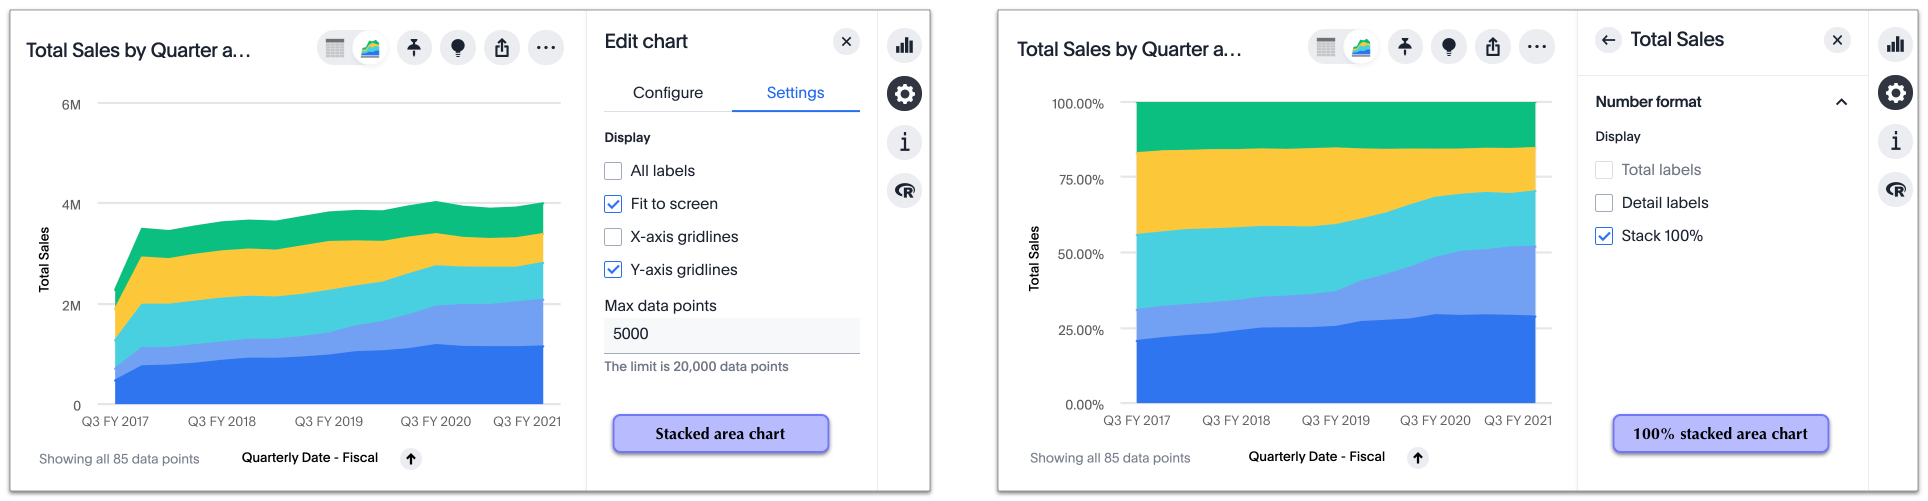 Total Sales by Quarter a...
6M
4M
2M
0
Total Sales
Q3 FY 2017
Q3 FY 2018
Q3 FY 2019
Q3 FY 2020
Q3 FY 2021
Showing all 85 data points
Quarterly Date - Fiscal
Edit chart
Configure
Settings
Display
All labels
Fit to screen
X-axis gridlines
Y-axis gridlines
Max data points
5000
The limit is 20,000 data points
Stacked area chart
i
R
Total Sales by Quarter a...
100.00%
75.00%
50.00%
25.00%
0.00%
Total Sales
Q3 FY 2017
Q3 FY 2018
Q3 FY 2019
Q3 FY 2020
Q3 FY 2021
Showing all 85 data points
Quarterly Date - Fiscal
Total Sales
Number format
Display
Total labels
Detail labels
Stack 100%
100% stacked area chart
i
R